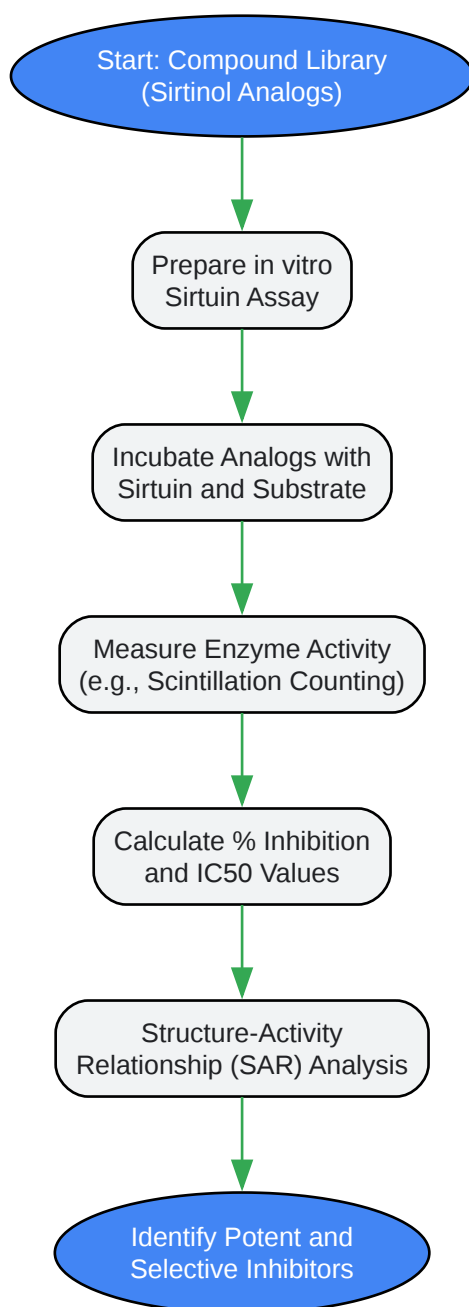 Start: Compound Library
(Sirtinol Analogs)
Prepare in vitro
Sirtuin Assay
Incubate Analogs with
Sirtuin and Substrate
Measure Enzyme Activity
(e.g., Scintillation Counting)
Calculate % Inhibition
and IC50 Values
Structure-Activity
Relationship (SAR) Analysis
Identify Potent and
Selective Inhibitors